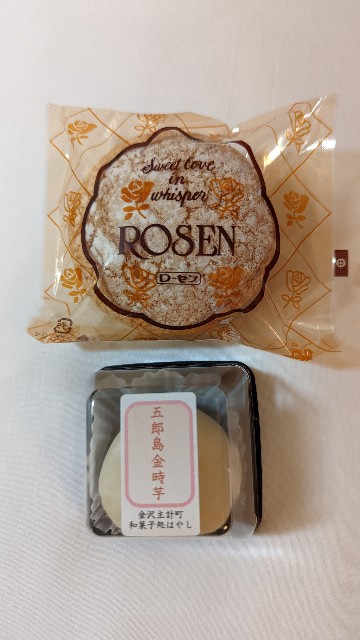 Sweet love
in
whisper
ROSEN
ローゼン
五郎島金時芋
金沢主計町
和菓子処はやし